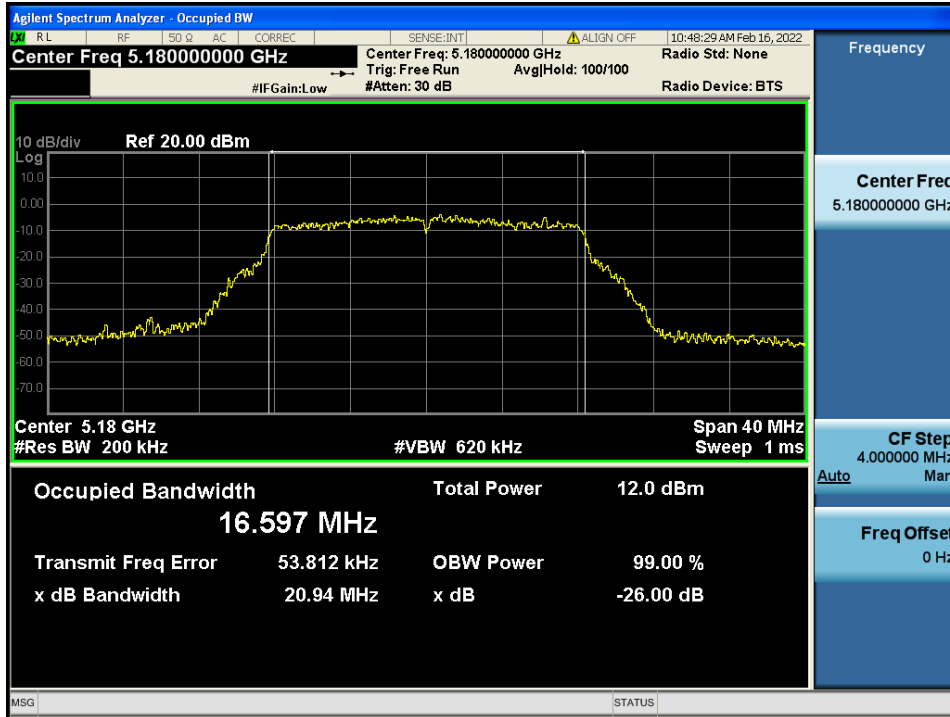 Agilent Spectrum Analyzer - Occupied BW
LXI RL RF 50 Ω AC CORREC SENSE:INT ALIGN OFF 10:48:29 AM Feb 16, 2022
Center Freq 5.180000000 GHz
Center Freq: 5.180000000 GHz Radio Std: None
Trig: Free Run Avg|Hold: 100/100
#IFGain:Low #Atten: 30 dB Radio Device: BTS
10 dB/div Ref 20.00 dBm
Log
10.0
0.00
-10.0
-20.0
-30.0
-40.0
-50.0
-60.0
-70.0
Center 5.18 GHz Span 40 MHz
#Res BW 200 kHz #VBW 620 kHz Sweep 1 ms
Occupied Bandwidth Total Power 12.0 dBm
16.597 MHz
Transmit Freq Error 53.812 kHz OBW Power 99.00 %
x dB Bandwidth 20.94 MHz x dB -26.00 dB
MSG STATUS
Frequency
Center Freq
5.180000000 GHz
CF Step
4.000000 MHz
Auto Man
Freq Offset
0 Hz